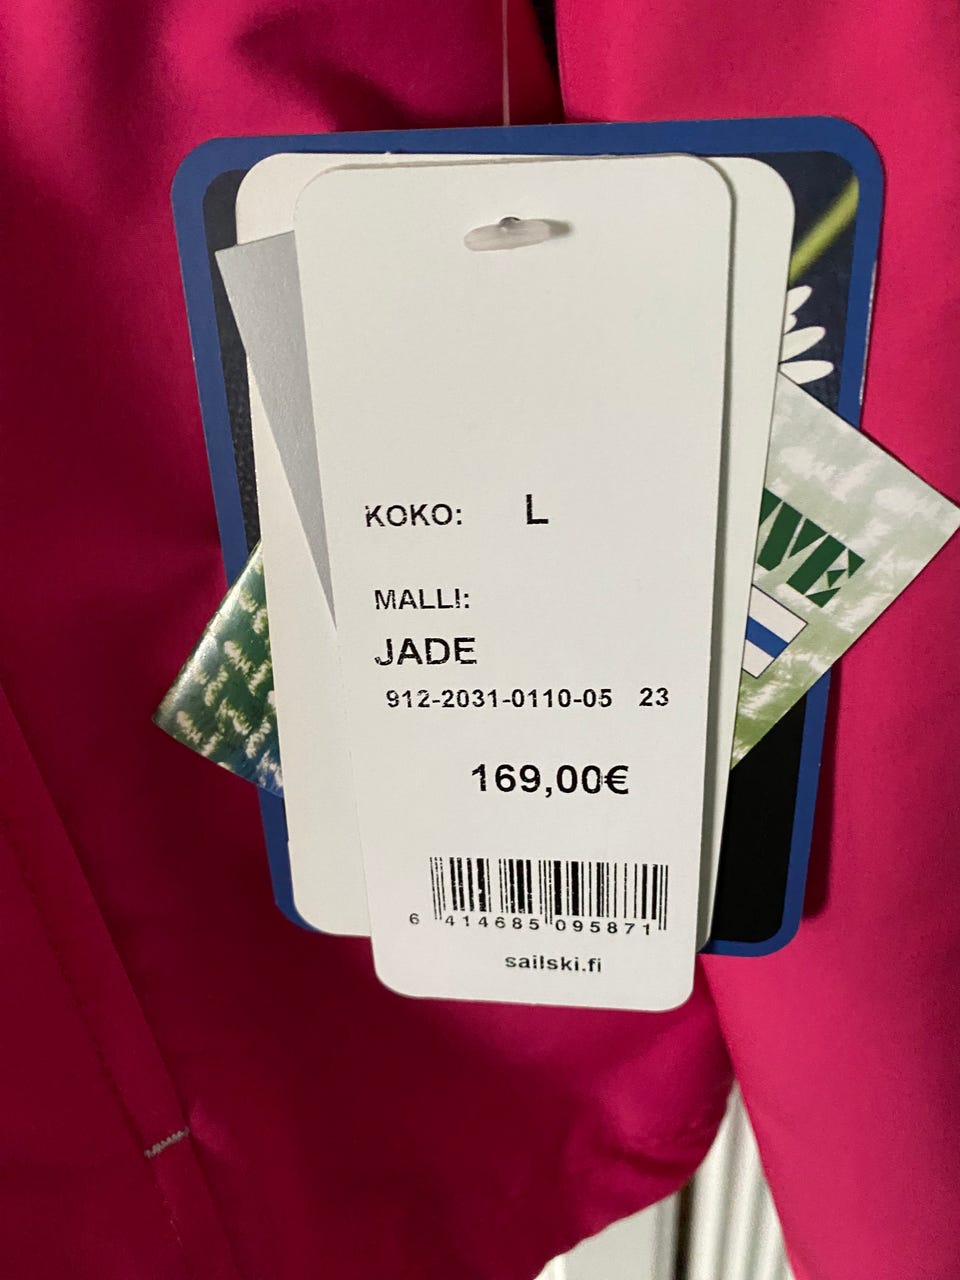 KOKO: L
MALLI:
JADE
912-2031-0110-05 23
169,00€
6 414685 095871
sailski.fi